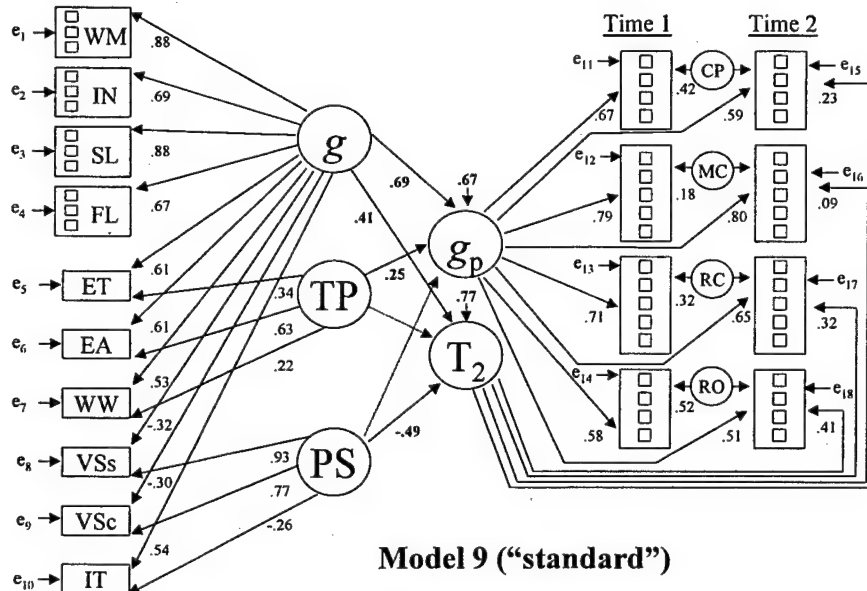 Time 1 Time 2
e1 WM .88
e2 IN .69
e3 SL .88
e4 FL .67
e5 ET .61 .34
e6 EA .61 .63
e7 WW .53 .22
e8 VSs -.32 .93
e9 VSc -.30 .77
e10 IT .54 -.26
g .69 .41
TP .25
PS -.49
.67 gp
.77 T2
e11 .67 .42 CP .59 e15 .23
e12 .79 .18 MC .80 e16 .09
e13 .71 .32 RC .65 e17 .32
e14 .58 .52 RO .51 e18 .41
Model 9 ("standard")